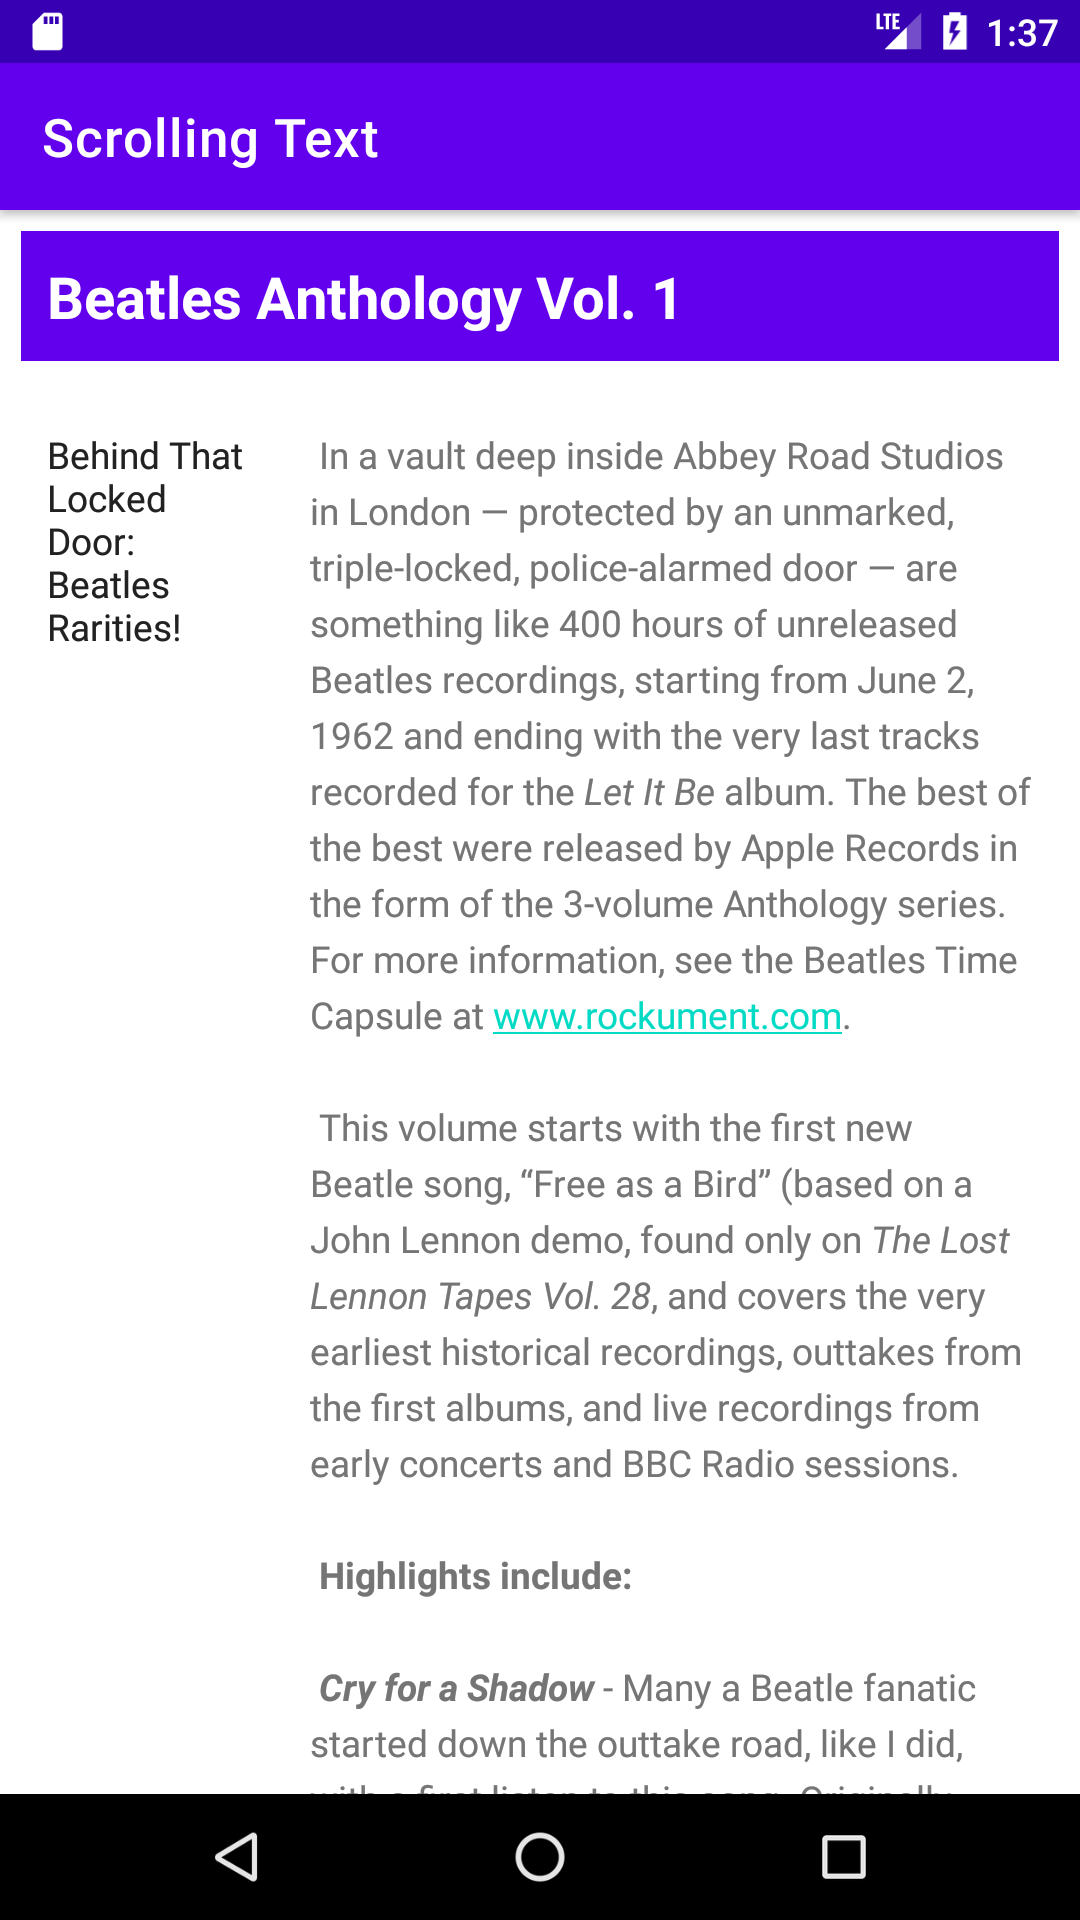 LTE 1:37
Scrolling Text
Beatles Anthology Vol. 1
Behind That
Locked
Door:
Beatles
Rarities!
In a vault deep inside Abbey Road Studios
in London — protected by an unmarked,
triple-locked, police-alarmed door — are
something like 400 hours of unreleased
Beatles recordings, starting from June 2,
1962 and ending with the very last tracks
recorded for the Let It Be album. The best of
the best were released by Apple Records in
the form of the 3-volume Anthology series.
For more information, see the Beatles Time
Capsule at www.rockument.com.
This volume starts with the first new
Beatle song, “Free as a Bird” (based on a
John Lennon demo, found only on The Lost
Lennon Tapes Vol. 28, and covers the very
earliest historical recordings, outtakes from
the first albums, and live recordings from
early concerts and BBC Radio sessions.
Highlights include:
Cry for a Shadow - Many a Beatle fanatic
started down the outtake road, like I did,
with a first listen to this song. Originally